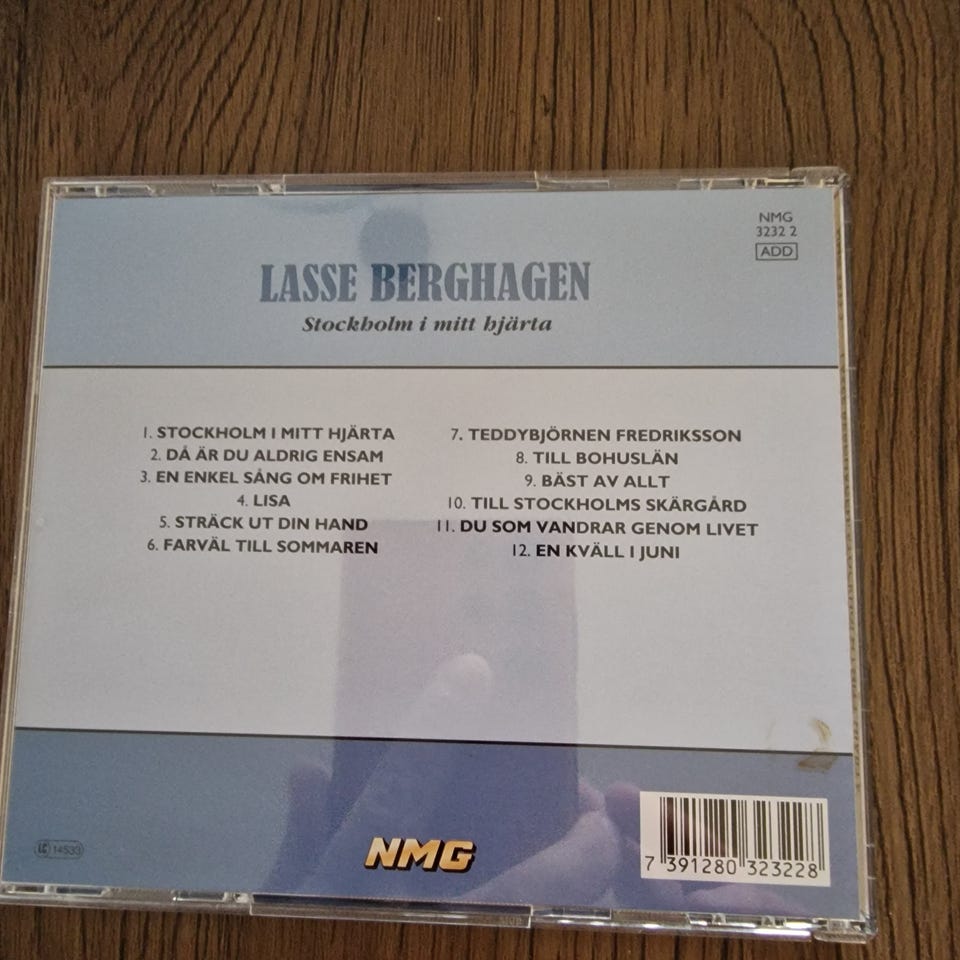 NMG
3232 2
ADD
LASSE BERGHAGEN
Stockholm i mitt hjärta
1. STOCKHOLM I MITT HJÄRTA
2. DÅ ÄR DU ALDRIG ENSAM
3. EN ENKEL SÅNG OM FRIHET
4. LISA
5. STRÄCK UT DIN HAND
6. FARVÄL TILL SOMMAREN
7. TEDDYBJÖRNEN FREDRIKSSON
8. TILL BOHUSLÄN
9. BÄST AV ALLT
10. TILL STOCKHOLMS SKÄRGÅRD
11. DU SOM VANDRAR GENOM LIVET
12. EN KVÄLL I JUNI
LC 14533
NMG
7 391280 323228